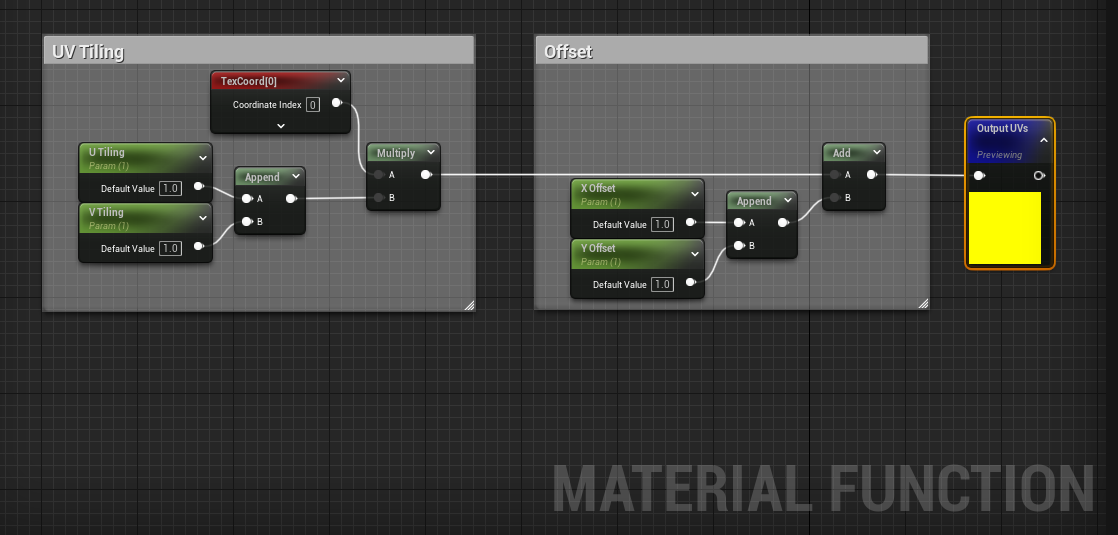 UV Tiling
TexCoord[0]
Coordinate Index 0
U Tiling
Param (1)
Default Value 1.0
V Tiling
Param (1)
Default Value 1.0
Append
A
B
Multiply
A
B
Offset
X Offset
Param (1)
Default Value 1.0
Y Offset
Param (1)
Default Value 1.0
Append
A
B
Add
A
B
Output UVs
Previewing
MATERIAL FUNCTION